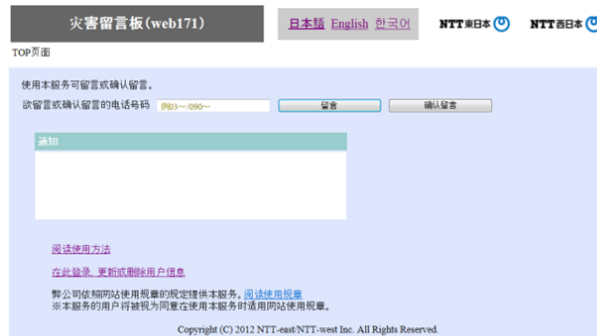 灾害留言板(web171)
日本語 English 한국어
NTT東日本 NTT西日本
TOP页面
使用本服务可留言或确认留言。
欲留言或确认留言的电话号码 例03～/090～ 留言 确认留言
通知
阅读使用方法
在此登录、更新或删除用户信息
弊公司依照网站使用规章的规定提供本服务。阅读使用规章
※本服务的用户将被视为同意在使用本服务时适用网站使用规章。
Copyright (C) 2012 NTT-east/NTT-west Inc. All Rights Reserved.